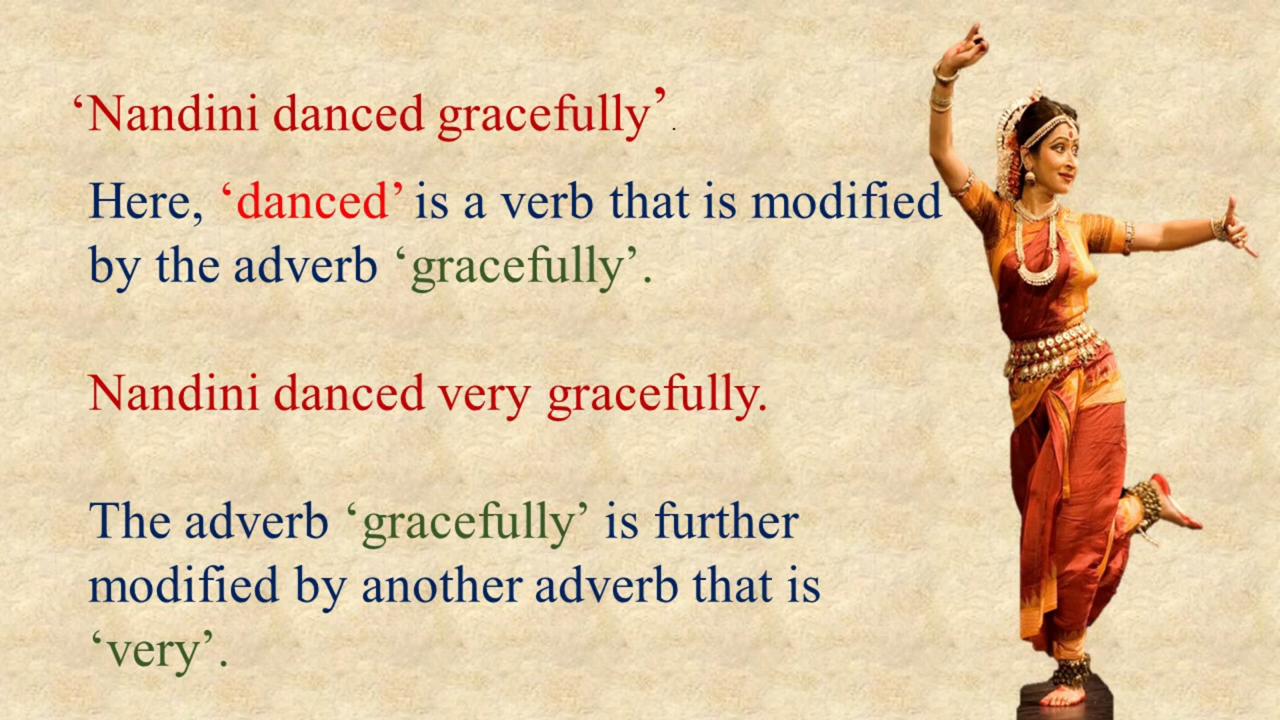 ‘Nandini danced gracefully’.
Here, ‘danced’ is a verb that is modified
by the adverb ‘gracefully’.
Nandini danced very gracefully.
The adverb ‘gracefully’ is further
modified by another adverb that is
‘very’.